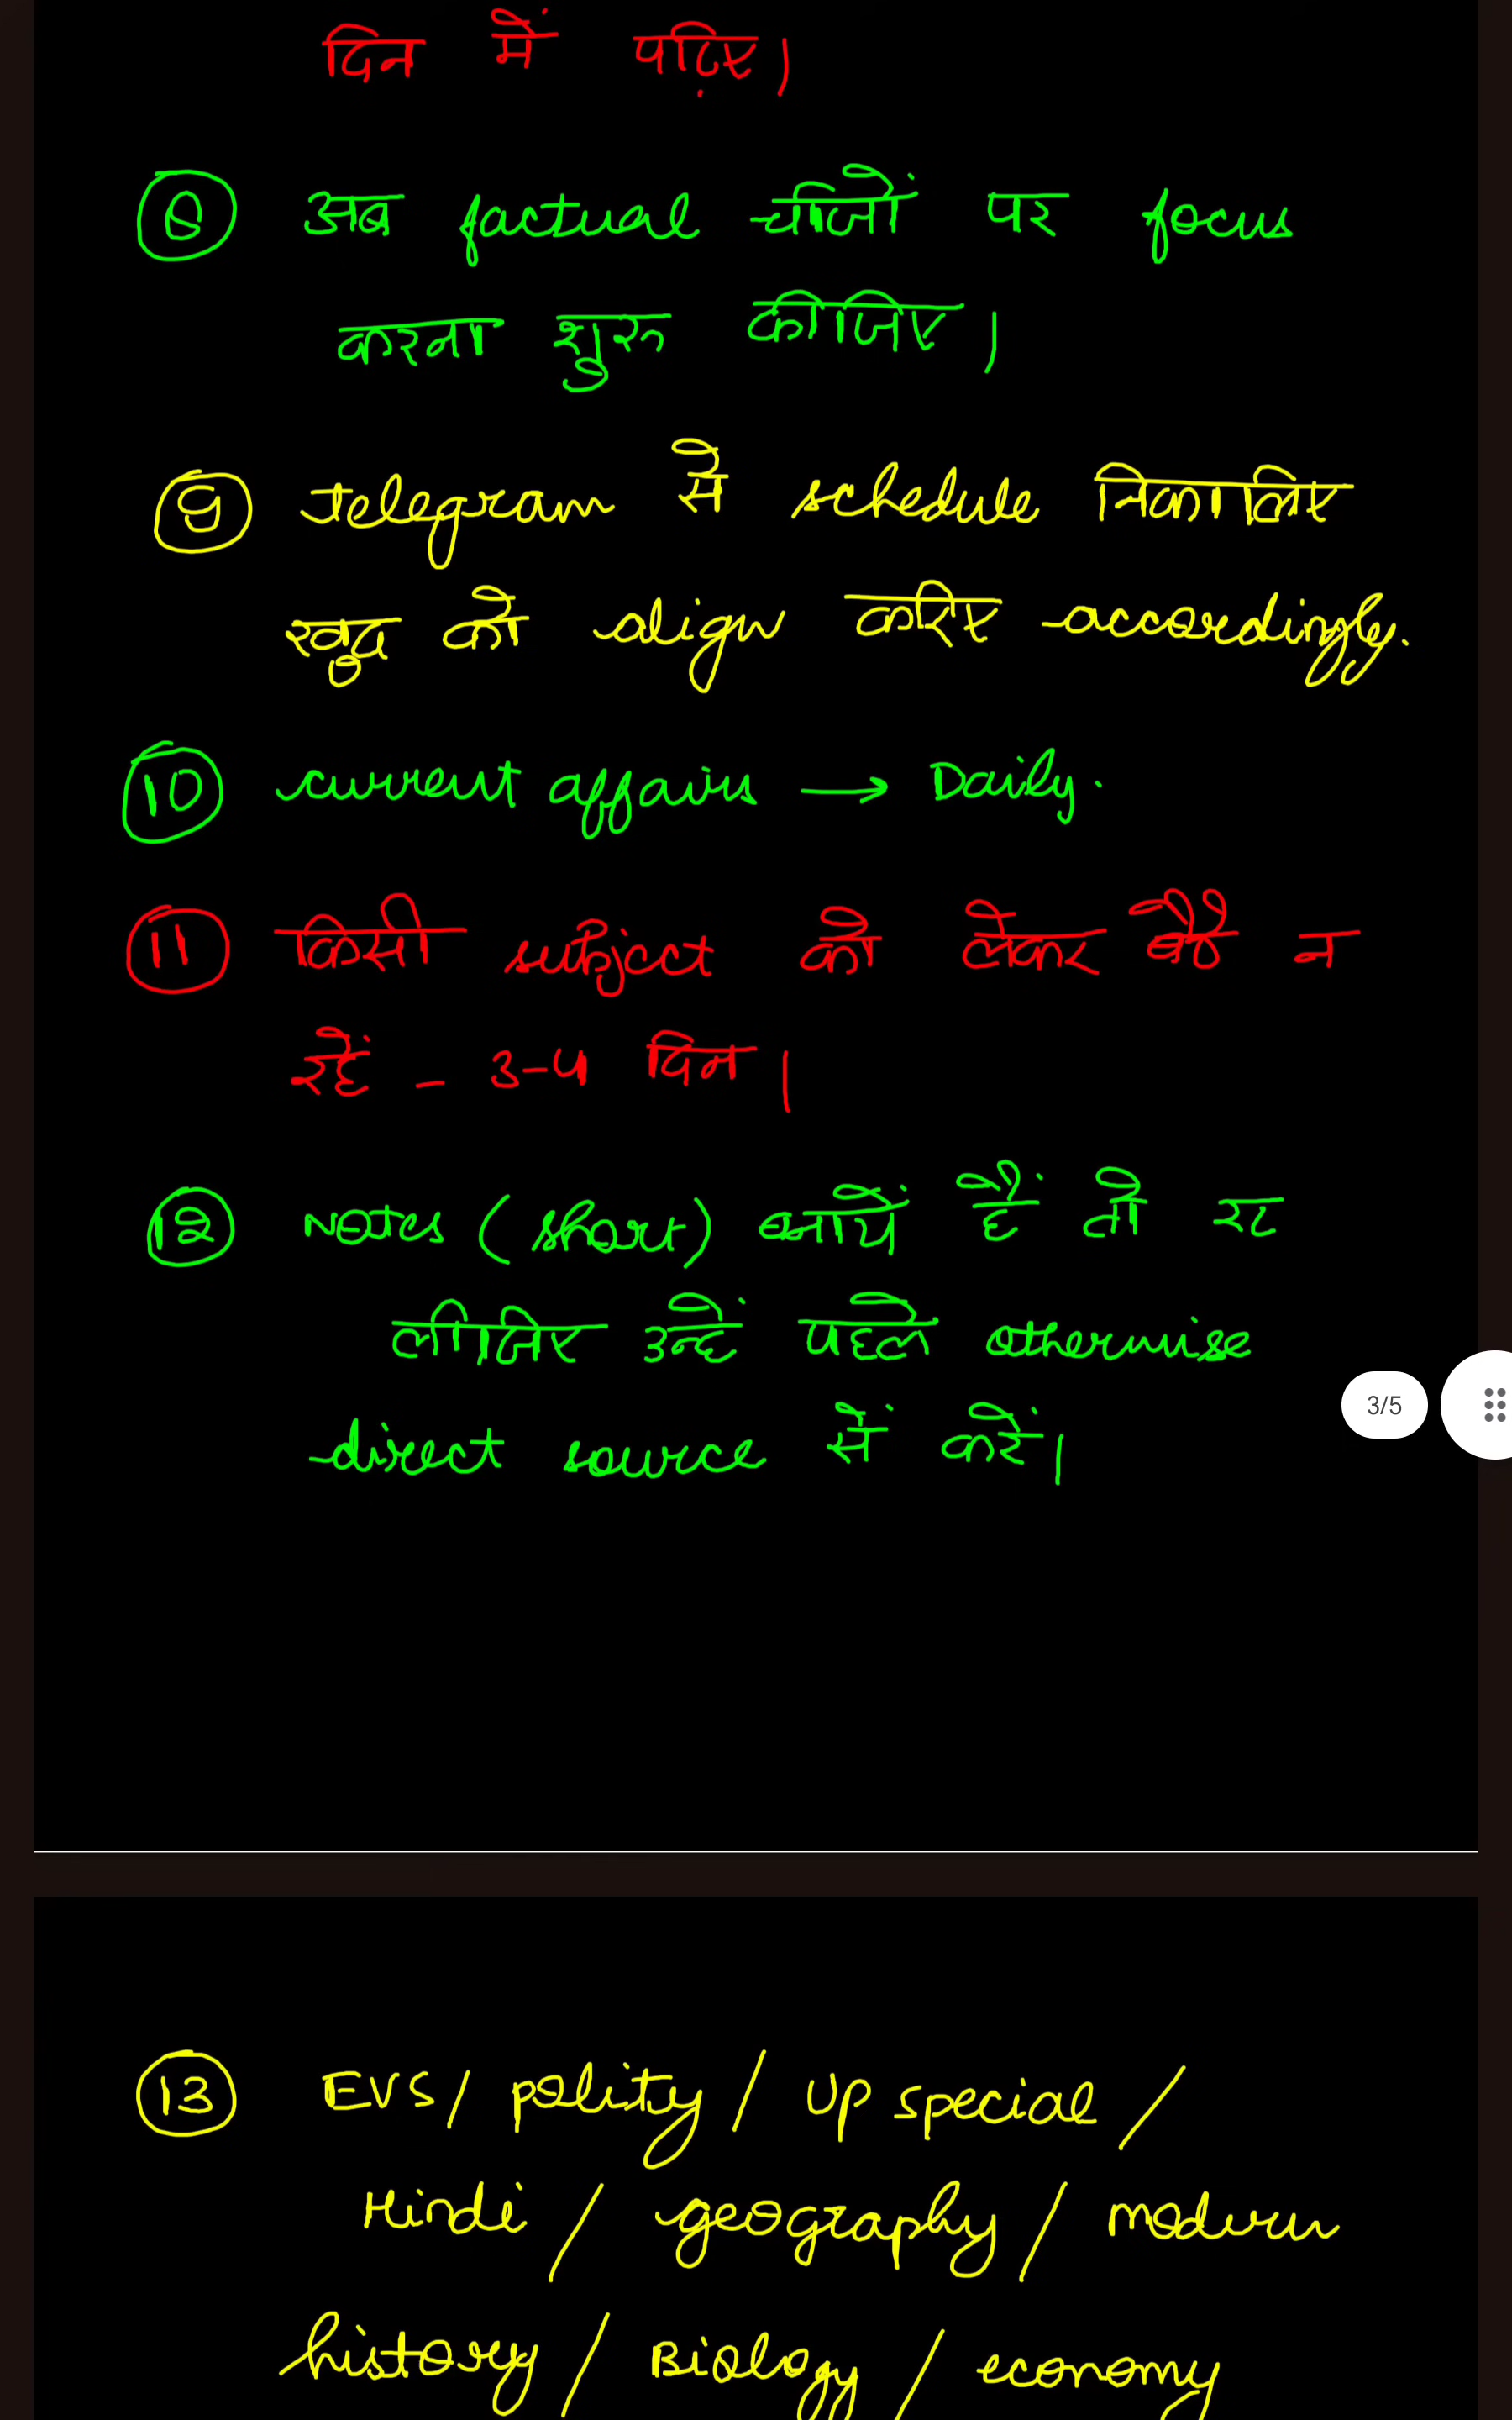 दिन में पढ़िए।
⑧ अब factual चीजों पर focus
करना शुरू कीजिए।
⑨ Telegram से schedule निकालिए
खुद को align करिए accordingly.
⑩ current affairs → Daily.
⑪ किसी subject को लेकर बैठे न
रहें - 3-4 दिन।
⑫ Notes (short) बनायें हैं तो रट
लीजिए उन्हें पहले otherwise
direct source सें करें।
3/5
⑬ EVS / polity / UP special /
Hindi / geography / modern
history / Biology / economy